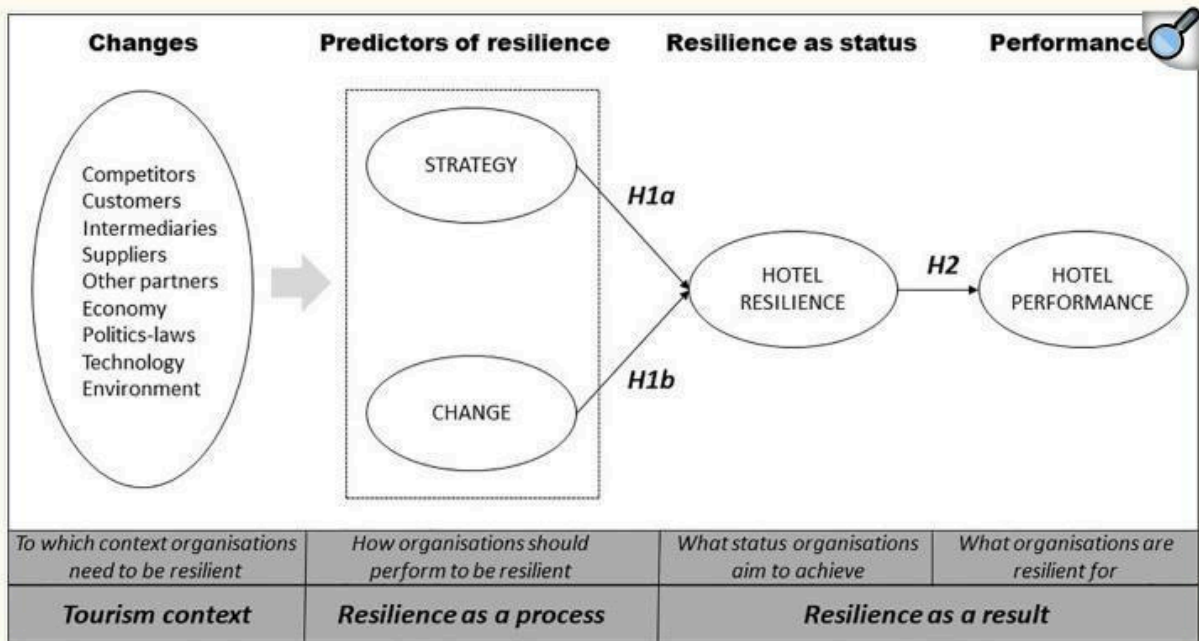 Changes
Predictors of resilience
Resilience as status
Performance
Competitors
Customers
Intermediaries
Suppliers
Other partners
Economy
Politics-laws
Technology
Environment
STRATEGY
CHANGE
H1a
H1b
HOTEL
RESILIENCE
H2
HOTEL
PERFORMANCE
To which context organisations
need to be resilient
How organisations should
perform to be resilient
What status organisations
aim to achieve
What organisations are
resilient for
Tourism context
Resilience as a process
Resilience as a result